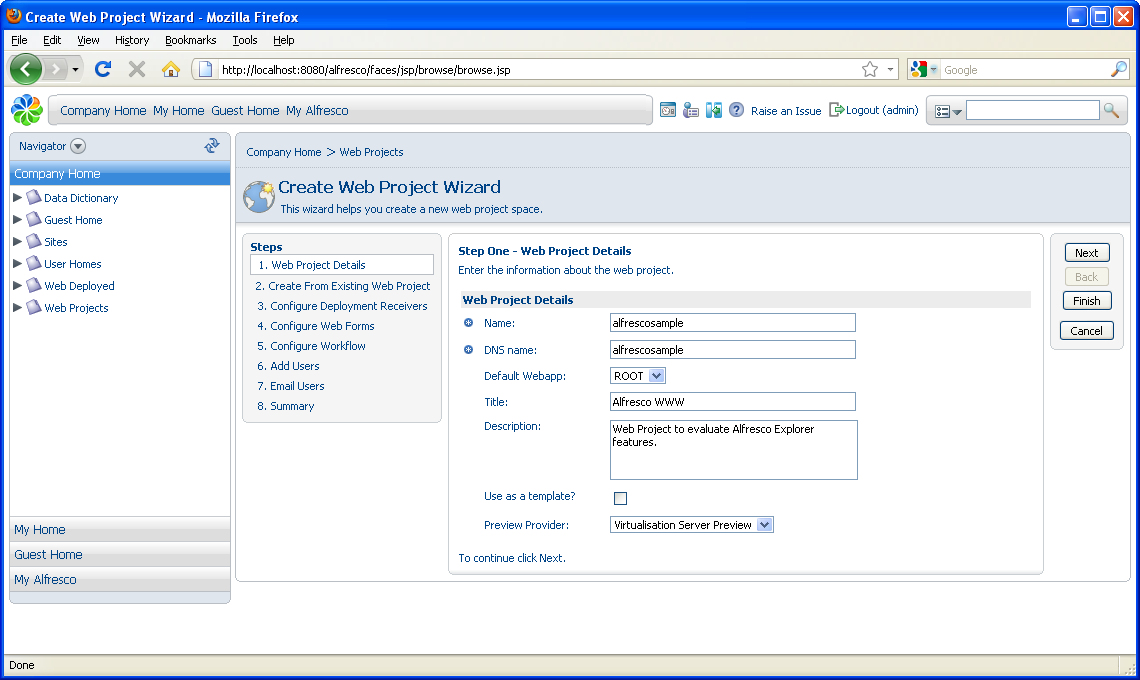 Create Web Project Wizard - Mozilla Firefox
File Edit View History Bookmarks Tools Help
http://localhost:8080/alfresco/faces/jsp/browse/browse.jsp
Google
Company Home My Home Guest Home My Alfresco
Raise an Issue Logout (admin)
Navigator
Company Home
Data Dictionary
Guest Home
Sites
User Homes
Web Deployed
Web Projects
My Home
Guest Home
My Alfresco
Company Home > Web Projects
Create Web Project Wizard
This wizard helps you create a new web project space.
Steps
1. Web Project Details
2. Create From Existing Web Project
3. Configure Deployment Receivers
4. Configure Web Forms
5. Configure Workflow
6. Add Users
7. Email Users
8. Summary
Step One - Web Project Details
Enter the information about the web project.
Web Project Details
Name: alfrescosample
DNS name: alfrescosample
Default Webapp: ROOT
Title: Alfresco WWW
Description: Web Project to evaluate Alfresco Explorer
features.
Use as a template?
Preview Provider: Virtualisation Server Preview
To continue click Next.
Next
Back
Finish
Cancel
Done